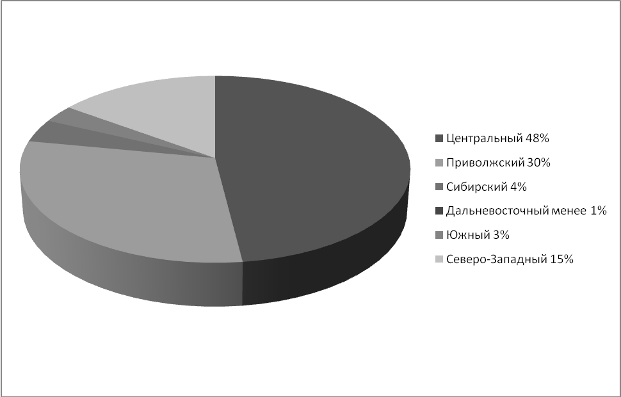 Центральный 48%
Приволжский 30%
Сибирский 4%
Дальневосточный менее 1%
Южный 3%
Северо-Западный 15%